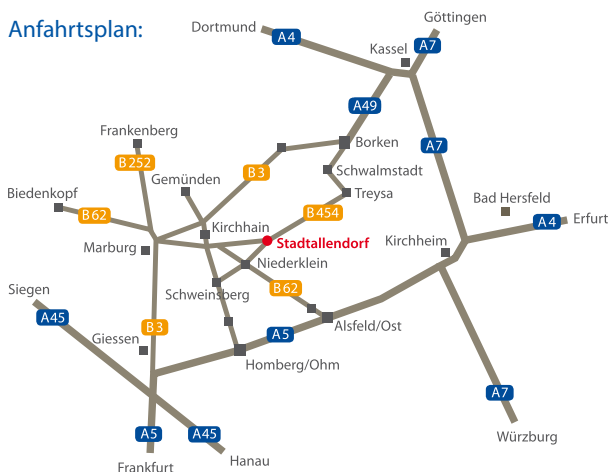 Anfahrtsplan:
Göttingen
Dortmund
A4
A7
Kassel
A49
Frankenberg
Borken
A7
B252
B3
Schwalmstadt
Gemünden
Treysa
Biedenkopf
B62
B454
Bad Hersfeld
A4
Erfurt
Kirchhain
Stadtallendorf
Kirchheim
Marburg
Niederklein
Siegen
Schweinsberg
B62
A45
B3
Alsfeld/Ost
Giessen
A5
Homberg/Ohm
A7
A5
A45
Würzburg
Hanau
Frankfurt